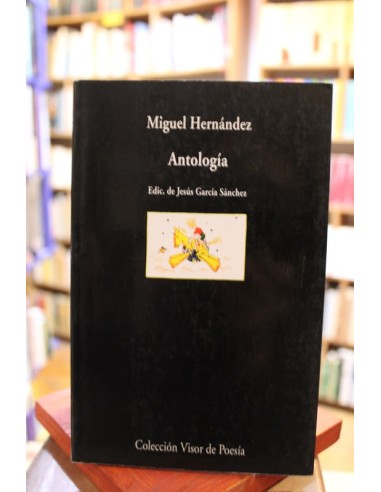 Miguel Hernández
Antología
Edic. de Jesús García Sánchez
Colección Visor de Poesía